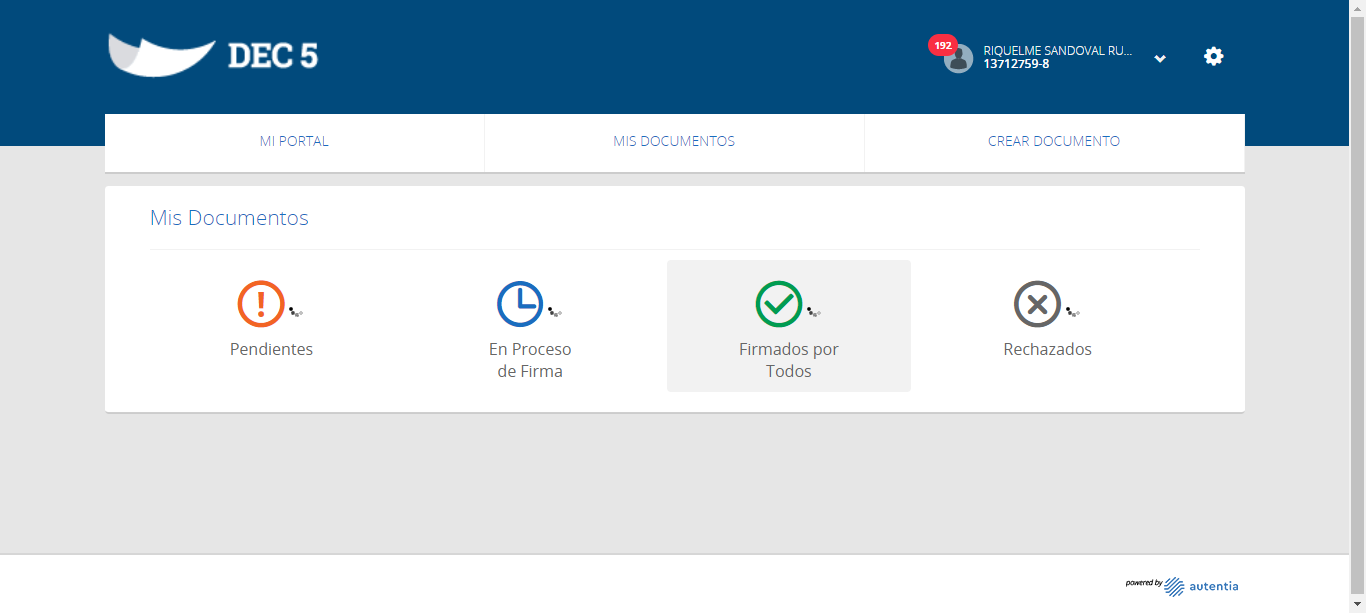 DEC 5
192
RIQUELME SANDOVAL RU...
13712759-8
MI PORTAL
MIS DOCUMENTOS
CREAR DOCUMENTO
Mis Documentos
Pendientes
En Proceso
de Firma
Firmados por
Todos
Rechazados
powered by autentia